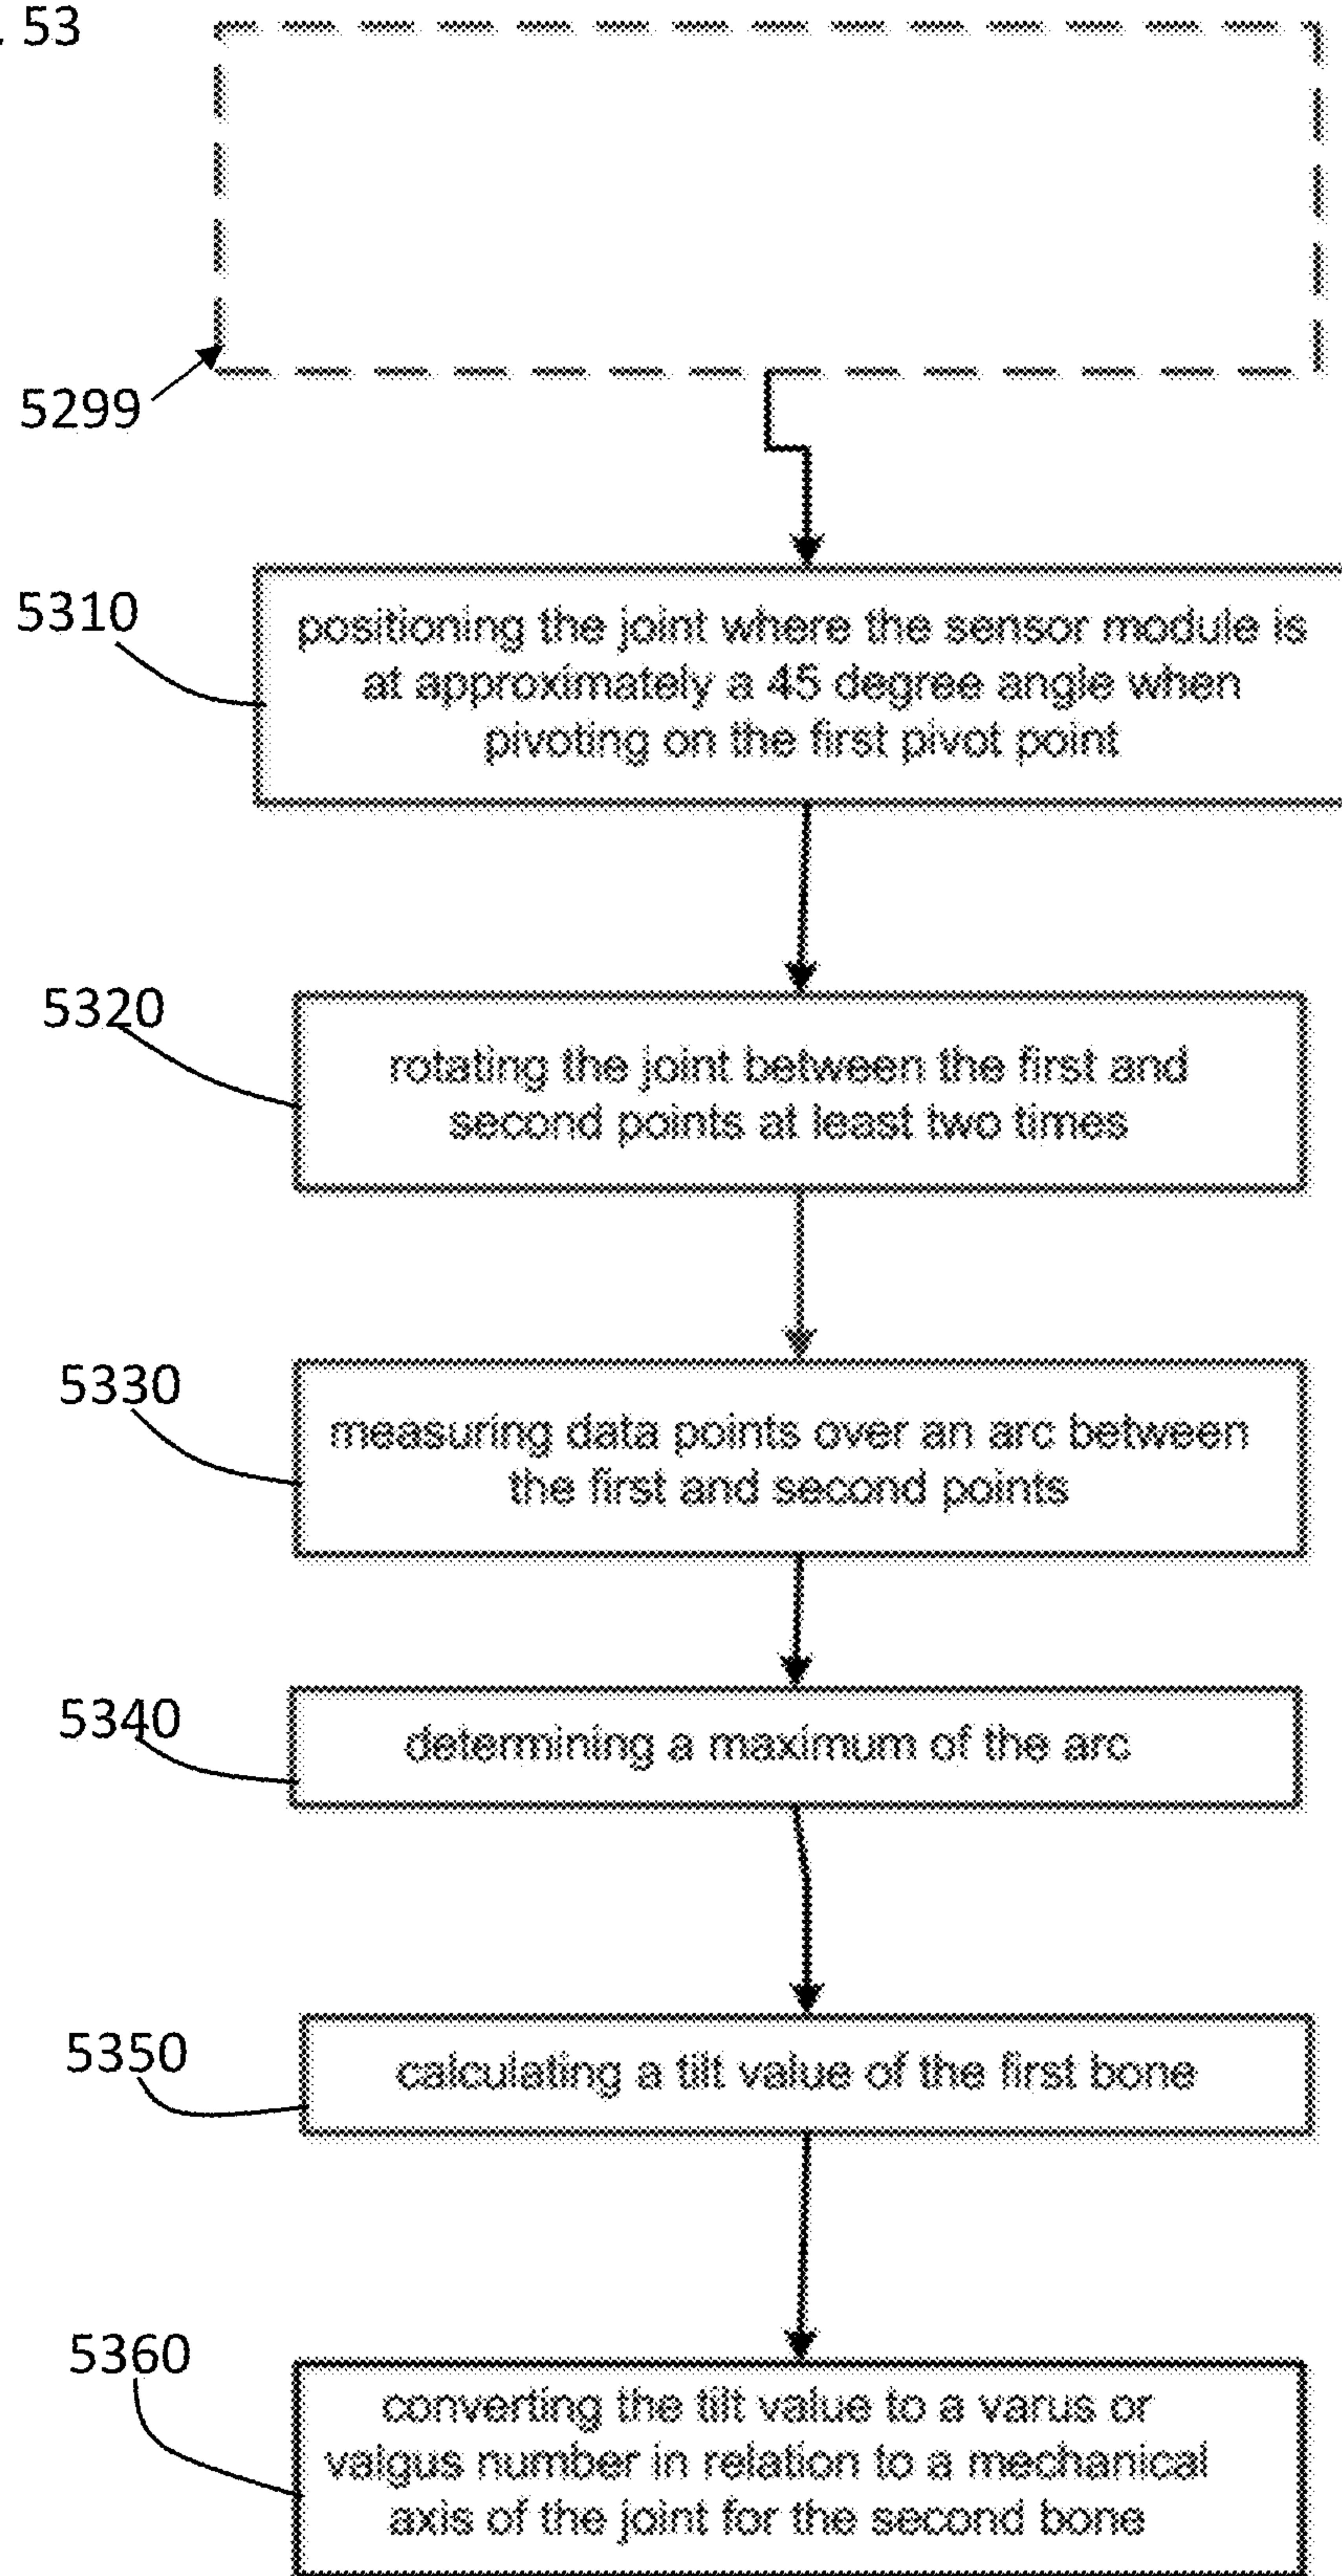 . 53
5299
5310
positioning the joint where the sensor module is
at approximately a 45 degree angle when
pivoting on the first pivot point
5320
rotating the joint between the first and
second points at least two times
5330
measuring data points over an arc between
the first and second points
5340
determining a maximum of the arc
5350
calculating a tilt value of the first bone
5360
converting the tilt value to a varus or
valgus number in relation to a mechanical
axis of the joint for the second bone